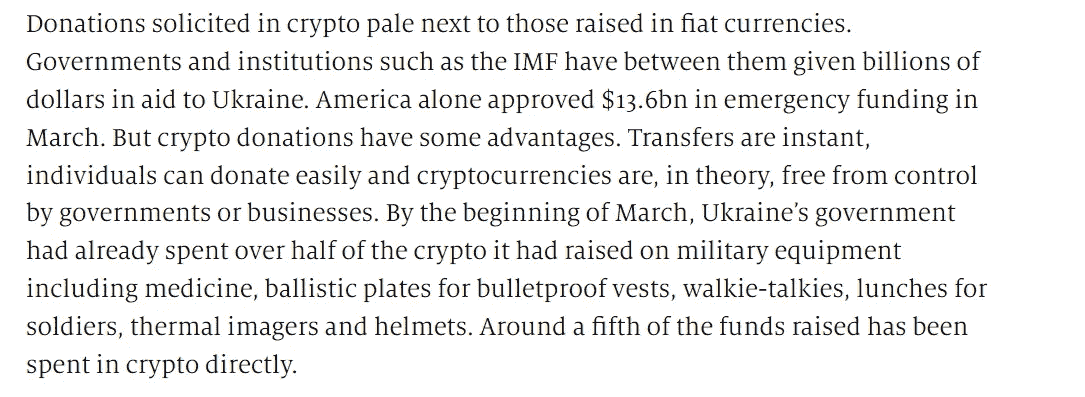 Donations solicited in crypto pale next to those raised in fiat currencies.
Governments and institutions such as the IMF have between them given billions of
dollars in aid to Ukraine. America alone approved $13.6bn in emergency funding in
March. But crypto donations have some advantages. Transfers are instant,
individuals can donate easily and cryptocurrencies are, in theory, free from control
by governments or businesses. By the beginning of March, Ukraine’s government
had already spent over half of the crypto it had raised on military equipment
including medicine, ballistic plates for bulletproof vests, walkie-talkies, lunches for
soldiers, thermal imagers and helmets. Around a fifth of the funds raised has been
spent in crypto directly.